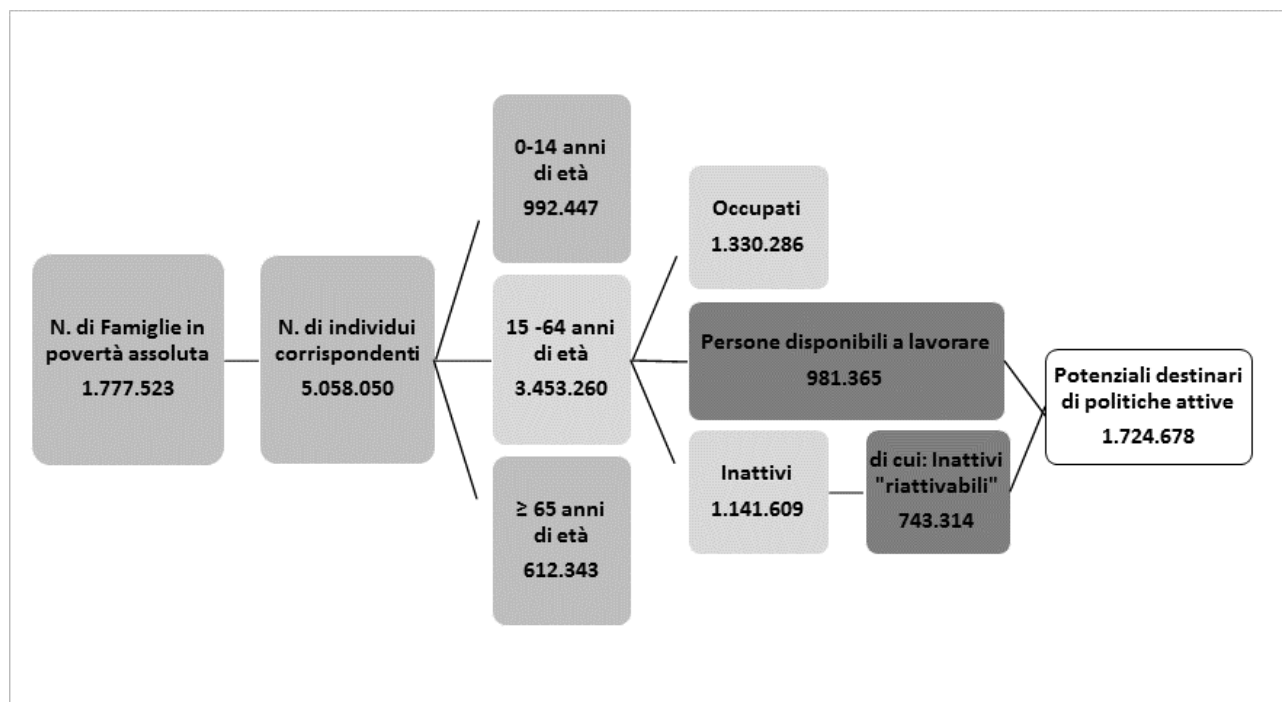 N. di Famiglie in
povertà assoluta
1.777.523
N. di individui
corrispondenti
5.058.050
0-14 anni
di età
992.447
15 -64 anni
di età
3.453.260
≥ 65 anni
di età
612.343
Occupati
1.330.286
Persone disponibili a lavorare
981.365
Inattivi
1.141.609
di cui: Inattivi
"riattivabili"
743.314
Potenziali destinari
di politiche attive
1.724.678